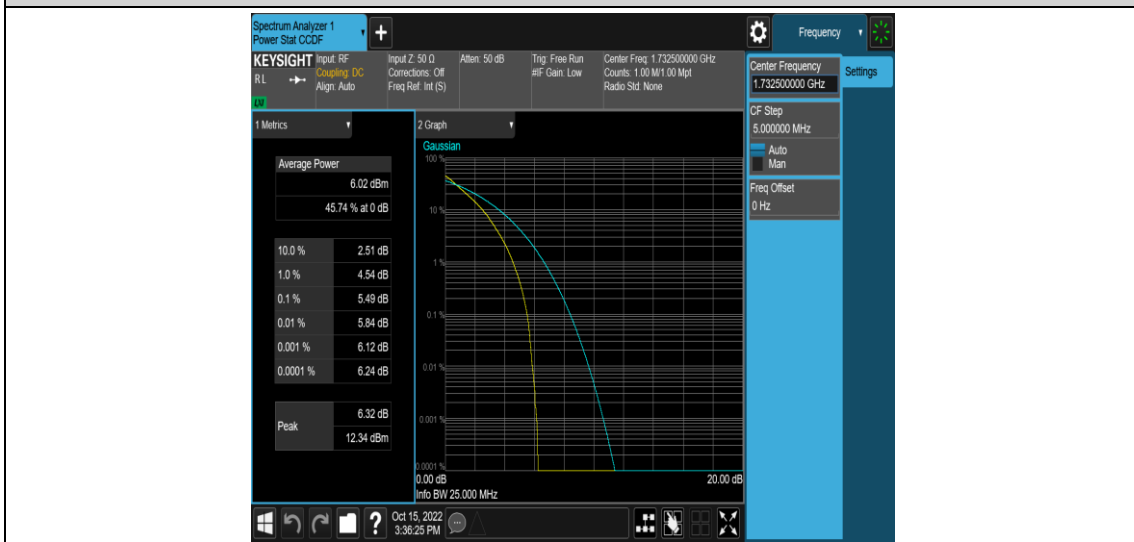 Spectrum Analyzer 1
Power Stat CCDF
+
Frequency
KEYSIGHT
RL
Input: RF
Coupling: DC
Align: Auto
Input Z: 50 Ω
Corrections: Off
Freq Ref: Int (S)
Atten: 50 dB
Trig: Free Run
#IF Gain: Low
Center Freq: 1.732500000 GHz
Counts: 1.00 M/1.00 Mpt
Radio Std: None
Center Frequency
1.732500000 GHz
Settings
CF Step
5.000000 MHz
Auto
Man
Freq Offset
0 Hz
1 Metrics
Average Power
6.02 dBm
45.74 % at 0 dB
10.0 % 2.51 dB
1.0 % 4.54 dB
0.1 % 5.49 dB
0.01 % 5.84 dB
0.001 % 6.12 dB
0.0001 % 6.24 dB
Peak
6.32 dB
12.34 dBm
2 Graph
Gaussian
100 %
10 %
1 %
0.1 %
0.01 %
0.001 %
0.0001 %
0.00 dB 20.00 dB
Info BW 25.000 MHz
?
Oct 15, 2022
3:36:25 PM